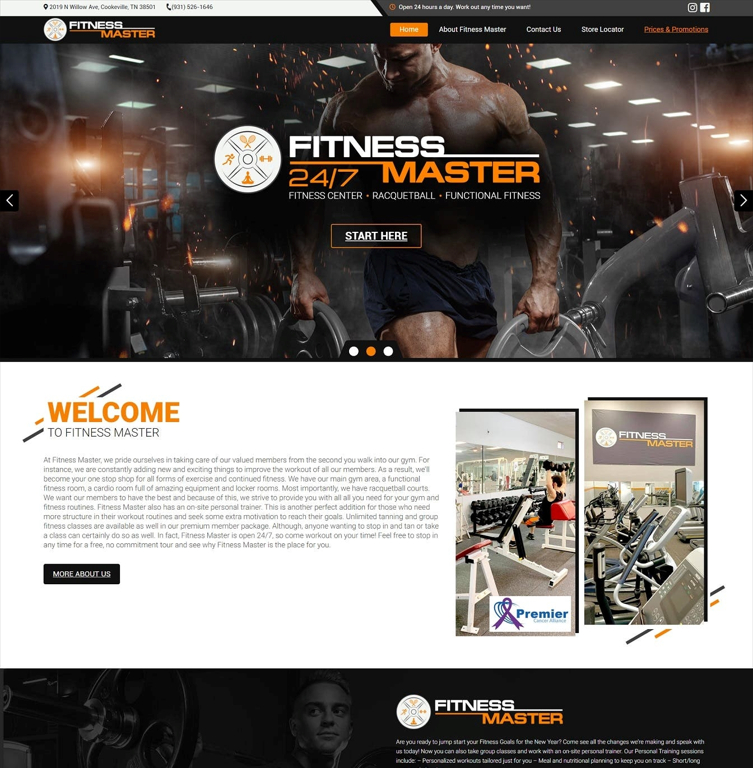 2019 N Willow Ave, Cookeville, TN 38501
(931) 526-1646
Open 24 hours a day. Work out any time you want!
FITNESS
MASTER
Home
About Fitness Master
Contact Us
Store Locator
Prices & Promotions
FITNESS
24/7 MASTER
FITNESS CENTER • RACQUETBALL • FUNCTIONAL FITNESS
START HERE
WELCOME
TO FITNESS MASTER
At Fitness Master, we pride ourselves in taking care of our valued members from the second you walk into our gym. For
instance, we are constantly adding new and exciting things to improve the workout of all our members. As a result, we'll
become your one stop shop for all forms of exercise and continued fitness. We have our main gym area, a functional
fitness room, a cardio room full of amazing equipment and locker rooms. Most importantly, we have racquetball courts.
We want our members to have the best and because of this, we strive to provide you with all all you need for your gym and
fitness routines. Fitness Master also has an on-site personal trainer. This is another perfect addition for those who need
more structure in their workout routines and seek some extra motivation to reach their goals. Unlimited tanning and group
fitness classes are available as well in our premium member package. Although, anyone wanting to stop in and tan or take
a class can certainly do so as well. In fact, Fitness Master is open 24/7, so come workout on your time! Feel free to stop in
any time for a free, no commitment tour and see why Fitness Master is the place for you.
MORE ABOUT US
Premier
Cancer Alliance
FITNESS
MASTER
FITNESS
MASTER
Are you ready to jump start your Fitness Goals for the New Year? Come see all the changes we're making and speak with
us today! Now you can also take group classes and work with an on-site personal trainer. Our Personal Training sessions
include: – Personalized workouts tailored just for you – Meal and nutritional planning to keep you on track – Short/long